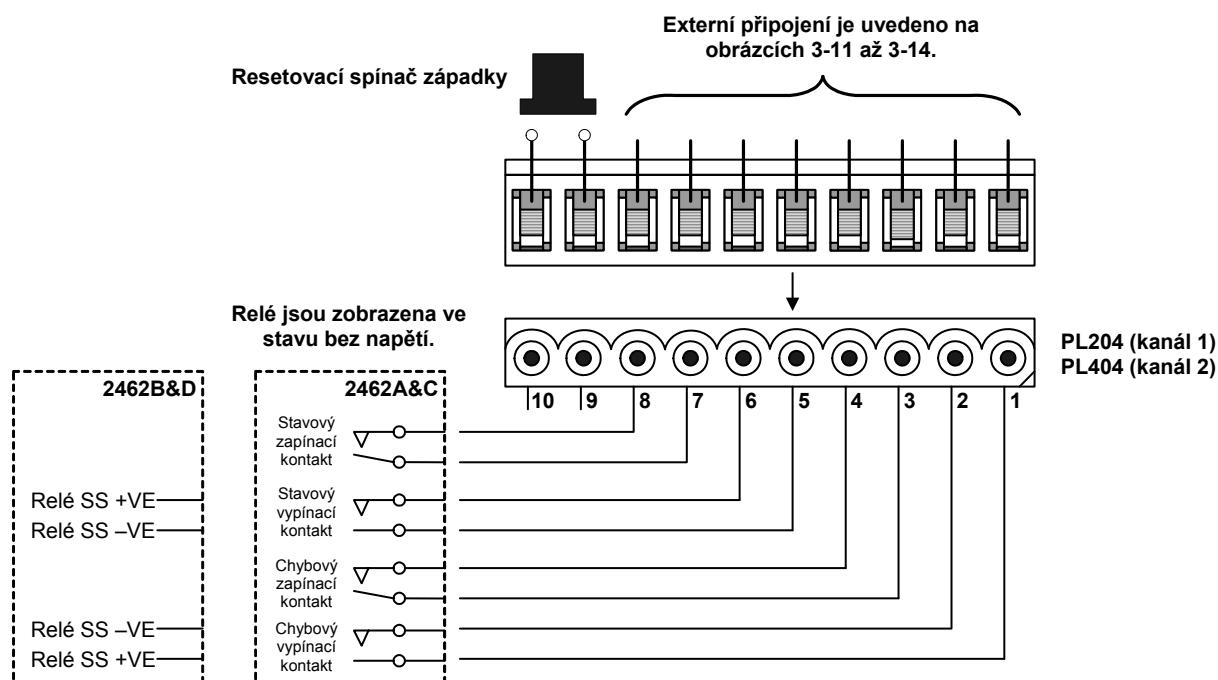 Externí připojení je uvedeno na
obrázcích 3-11 až 3-14.
Resetovací spínač západky
Relé jsou zobrazena ve
stavu bez napětí.
PL204 (kanál 1)
PL404 (kanál 2)
10 9 8 7 6 5 4 3 2 1
2462B&D
2462A&C
Stavový
zapínací
kontakt
Stavový
vypínací
kontakt
Relé SS +VE
Relé SS –VE
Chybový
zapínací
kontakt
Chybový
vypínací
kontakt
Relé SS –VE
Relé SS +VE